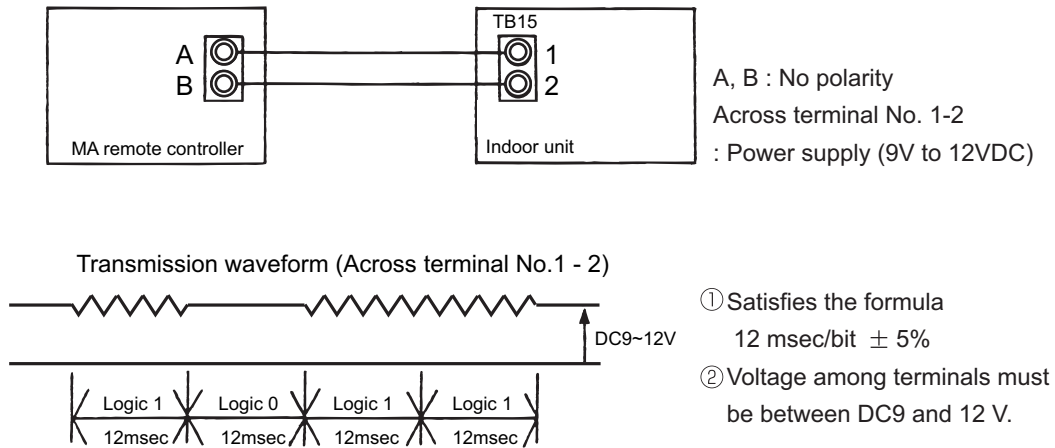 TB15
A
B
1
2
MA remote controller
Indoor unit
A, B : No polarity
Across terminal No. 1-2
: Power supply (9V to 12VDC)
Transmission waveform (Across terminal No.1 - 2)
DC9~12V
Logic 1
Logic 0
Logic 1
Logic 1
12msec
12msec
12msec
12msec
① Satisfies the formula
12 msec/bit ± 5%
② Voltage among terminals must
be between DC9 and 12 V.